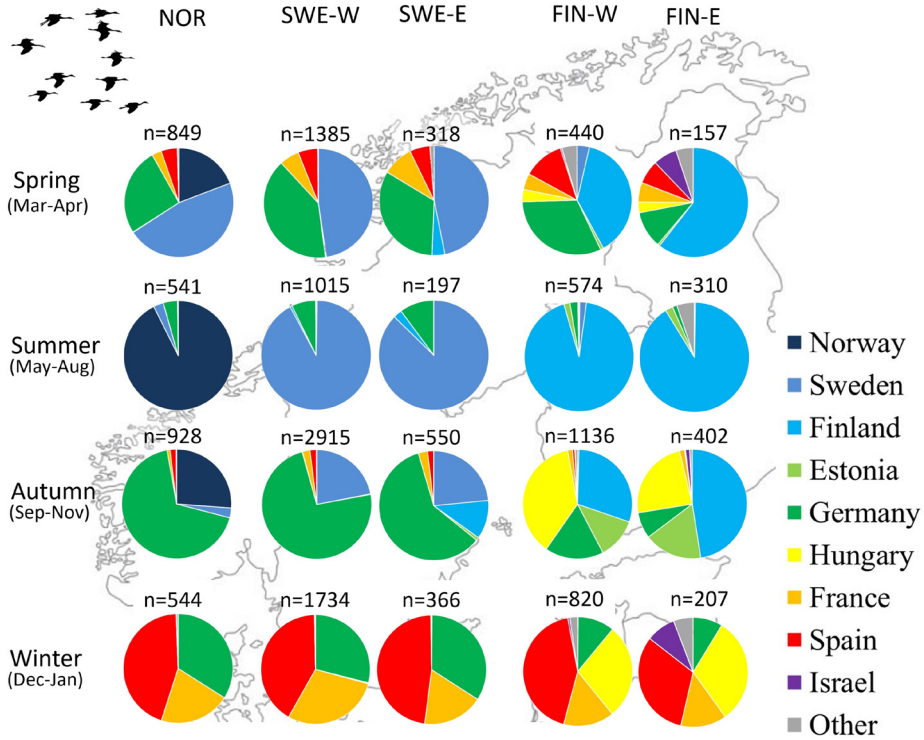 NOR SWE-W SWE-E FIN-W FIN-E
n=849 n=1385 n=318 n=440 n=157
Spring
(Mar-Apr)
n=541 n=1015 n=197 n=574 n=310
Summer
(May-Aug)
n=928 n=2915 n=550 n=1136 n=402
Autumn
(Sep-Nov)
n=544 n=1734 n=366 n=820 n=207
Winter
(Dec-Jan)
Norway
Sweden
Finland
Estonia
Germany
Hungary
France
Spain
Israel
Other